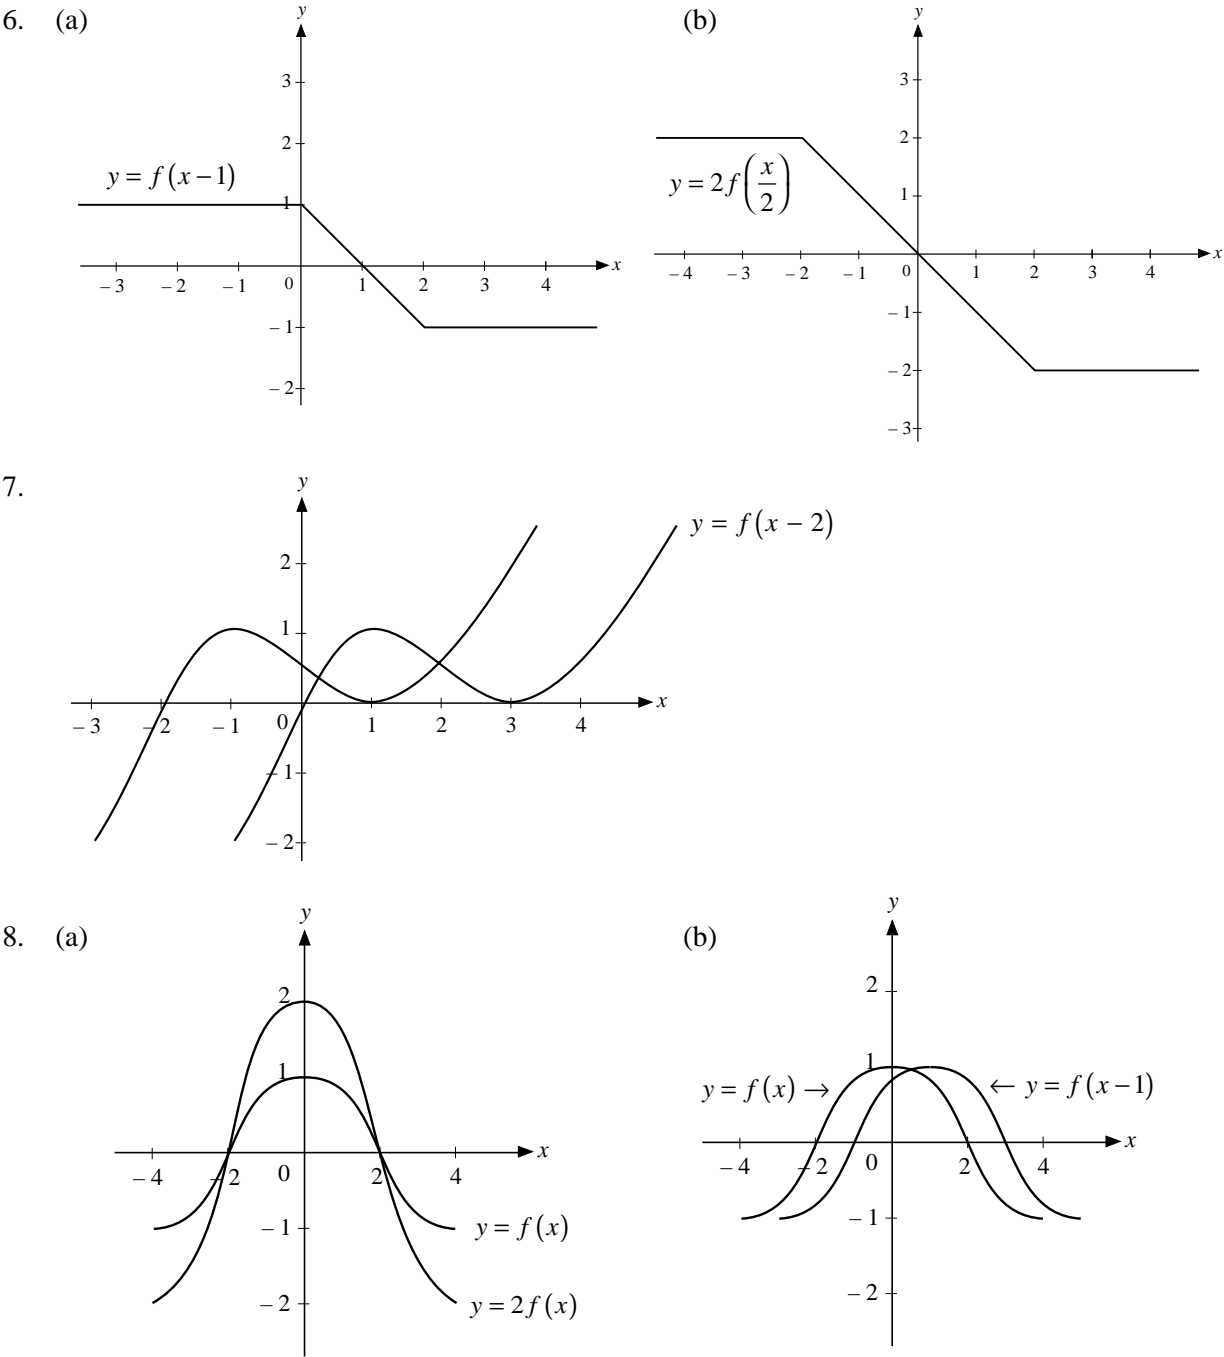 6. (a)
y
3
2
1
y = f(x−1)
– 3 – 2 – 1 0 1 2 3 4 x
– 1
– 2
(b)
y
3
2
1
y = 2f(x/2)
– 4 – 3 – 2 – 1 0 1 2 3 4 x
– 1
– 2
– 3
7.
y
y = f(x − 2)
2
1
– 3 – 2 – 1 0 1 2 3 4 x
– 1
– 2
8. (a)
y
2
1
– 4 – 2 0 2 4 x
– 1 y = f(x)
– 2 y = 2f(x)
(b)
y
2
1
y = f(x) → ← y = f(x−1)
– 4 – 2 0 2 4 x
– 1
– 2